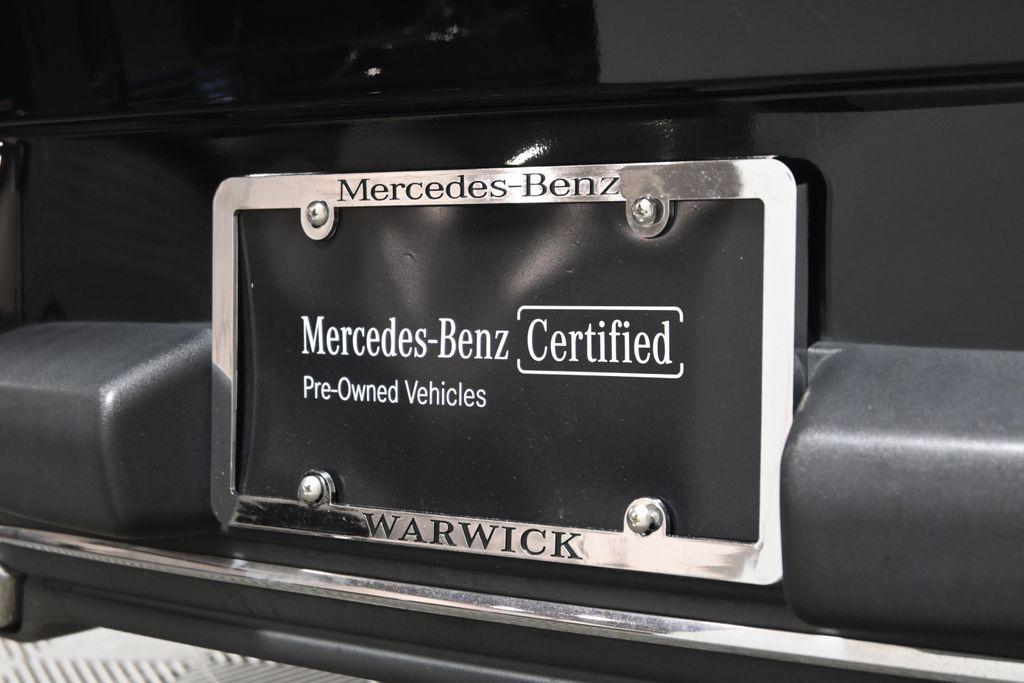 Mercedes-Benz
Mercedes-Benz Certified
Pre-Owned Vehicles
WARWICK